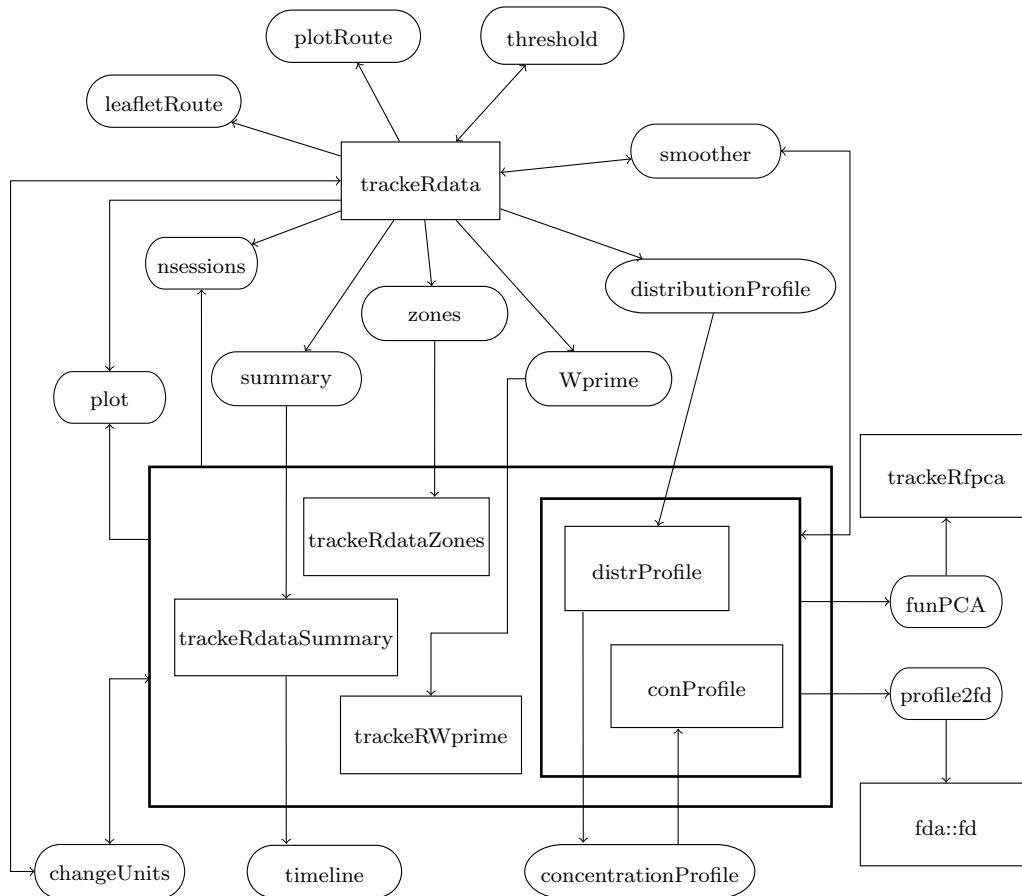 plotRoute
threshold
leafletRoute
smoother
trackeRdata
nsessions
distributionProfile
zones
summary
Wprime
plot
trackeRfpca
trackeRdataZones
distrProfile
funPCA
trackeRdataSummary
conProfile
profile2fd
trackeRWprime
fda::fd
changeUnits
timeline
concentrationProfile